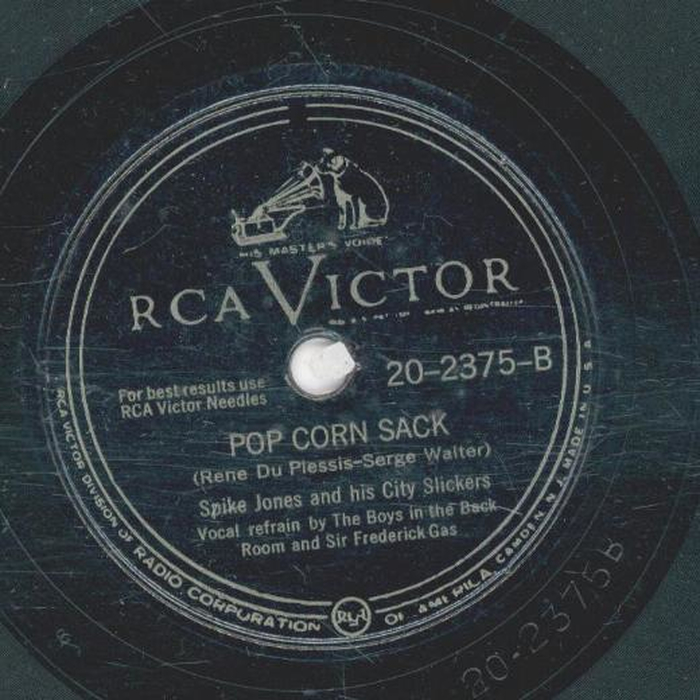 "HIS MASTER'S VOICE"
RCA VICTOR
20-2375-B
For best results use
RCA Victor Needles
POP CORN SACK
(Rene Du Plessis-Serge Walter)
Spike Jones and his City Slickers
Vocal refrain by The Boys in the Back
Room and Sir Frederick Gas
RCA VICTOR DIVISION OF RADIO CORPORATION RCA OF AMERICA, CAMDEN, N. J. MADE IN U S A
20-2375B